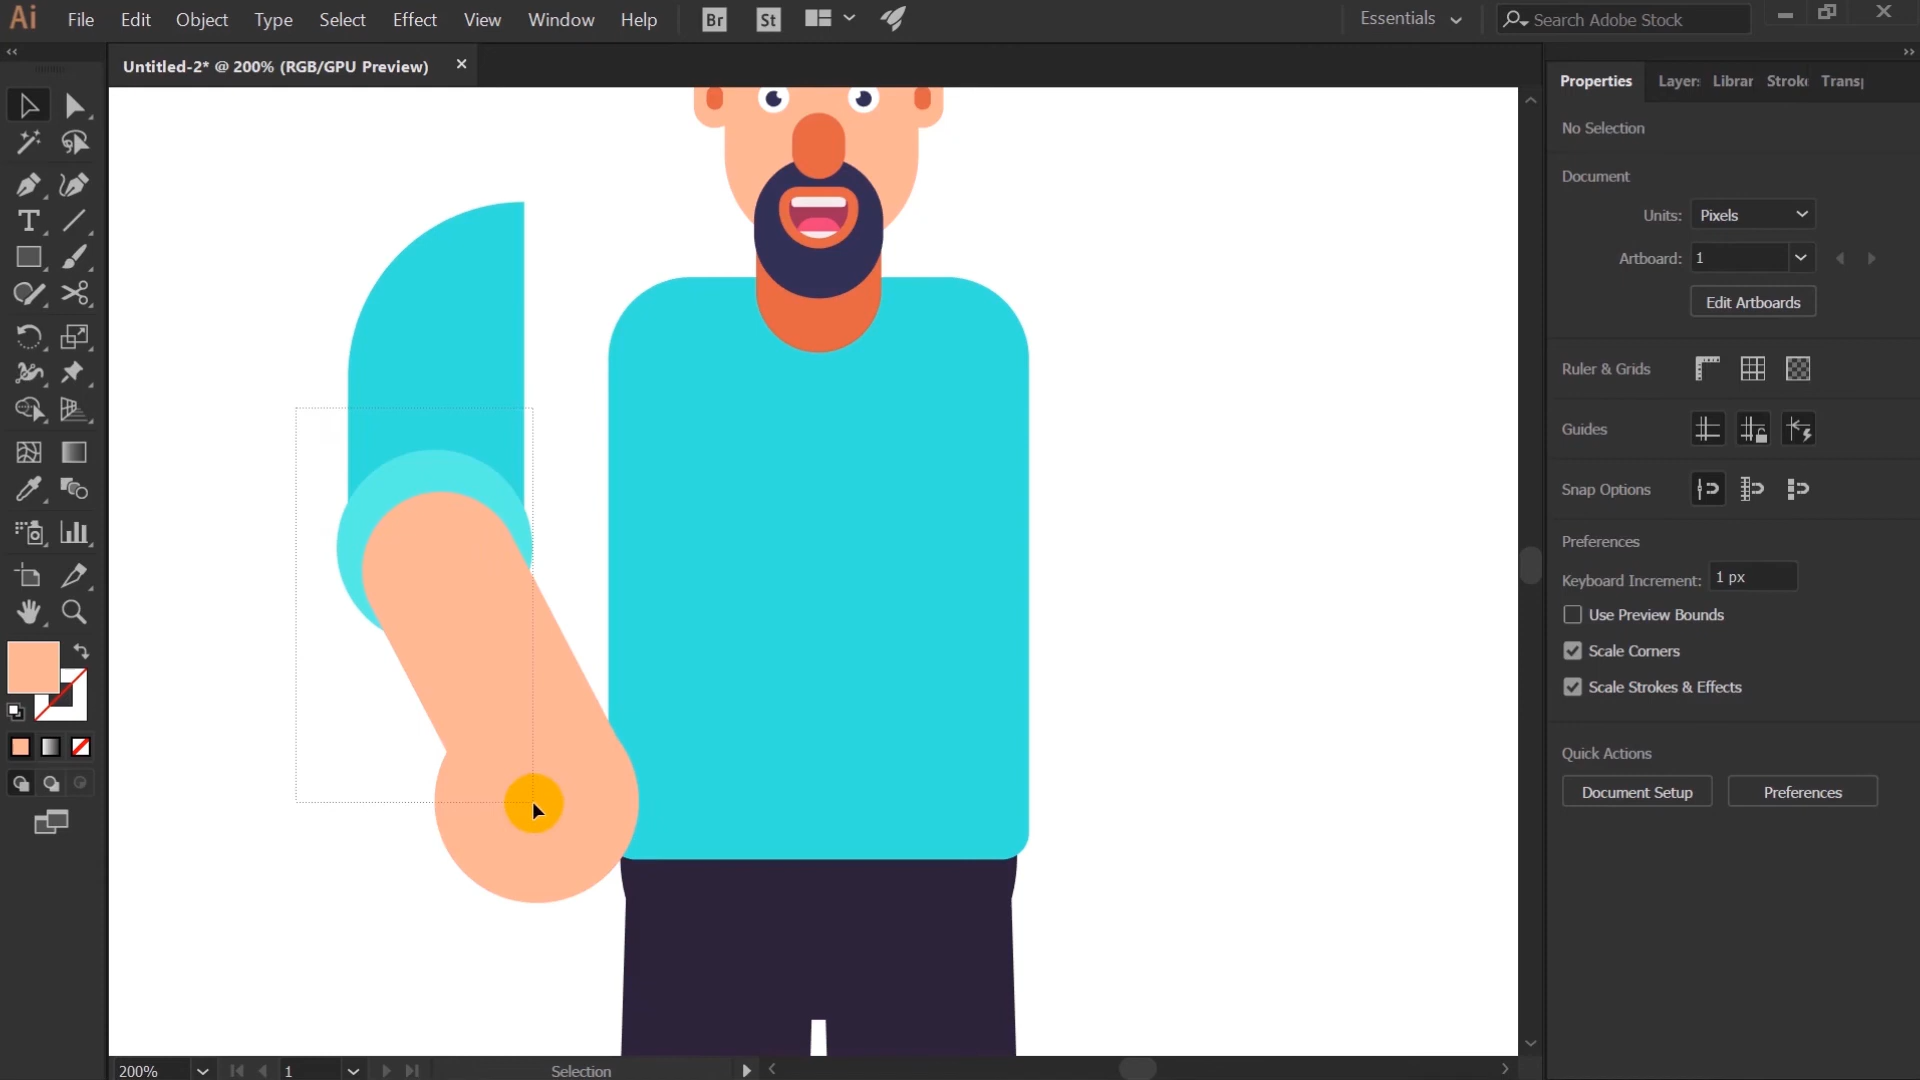 Ai File Edit Object Type Select Effect View Window Help Br St Essentials Search Adobe Stock
Untitled-2* @ 200% (RGB/GPU Preview)
Properties Layer Librar Strok Transp
No Selection
Document
Units: Pixels
Artboard: 1
Edit Artboards
Ruler & Grids
Guides
Snap Options
Preferences
Keyboard Increment: 1 px
Use Preview Bounds
Scale Corners
Scale Strokes & Effects
Quick Actions
Document Setup Preferences
200% 1 Selection